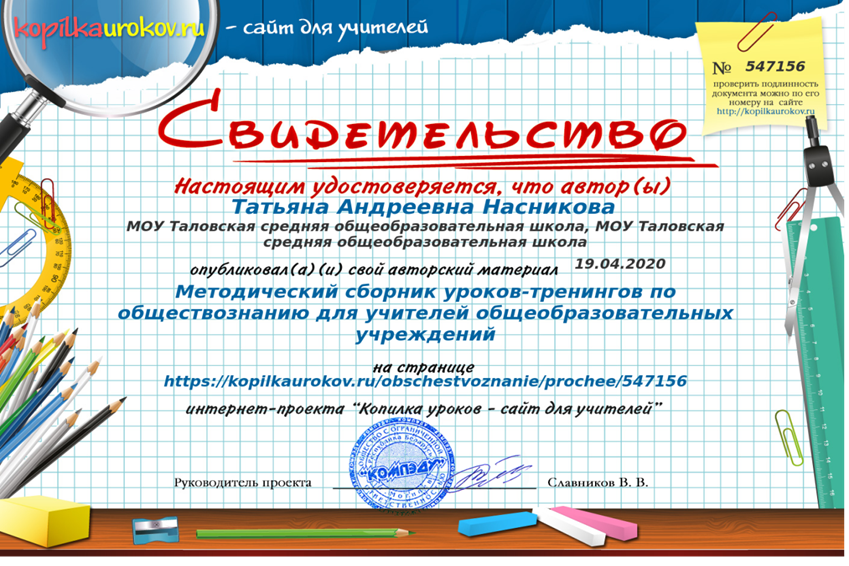 kopilkaurokov.ru - сайт для учителей
№ 547156
проверить подлинность
документа можно по его
номеру на сайте
http://kopilkaurokov.ru
Свидетельство
Настоящим удостоверяется, что автор(ы)
Татьяна Андреевна Насникова
МОУ Таловская средняя общеобразовательная школа, МОУ Таловская
средняя общеобразовательная школа
опубликовал(а)(и) свой авторский материал 19.04.2020
Методический сборник уроков-тренингов по
обществознанию для учителей общеобразовательных
учреждений
на странице
https://kopilkaurokov.ru/obschestvoznanie/prochee/547156
интернет-проекта “Копилка уроков - сайт для учителей”
Республика Беларусь
"КОМПЭДУ"
Руководитель проекта Славников В. В.